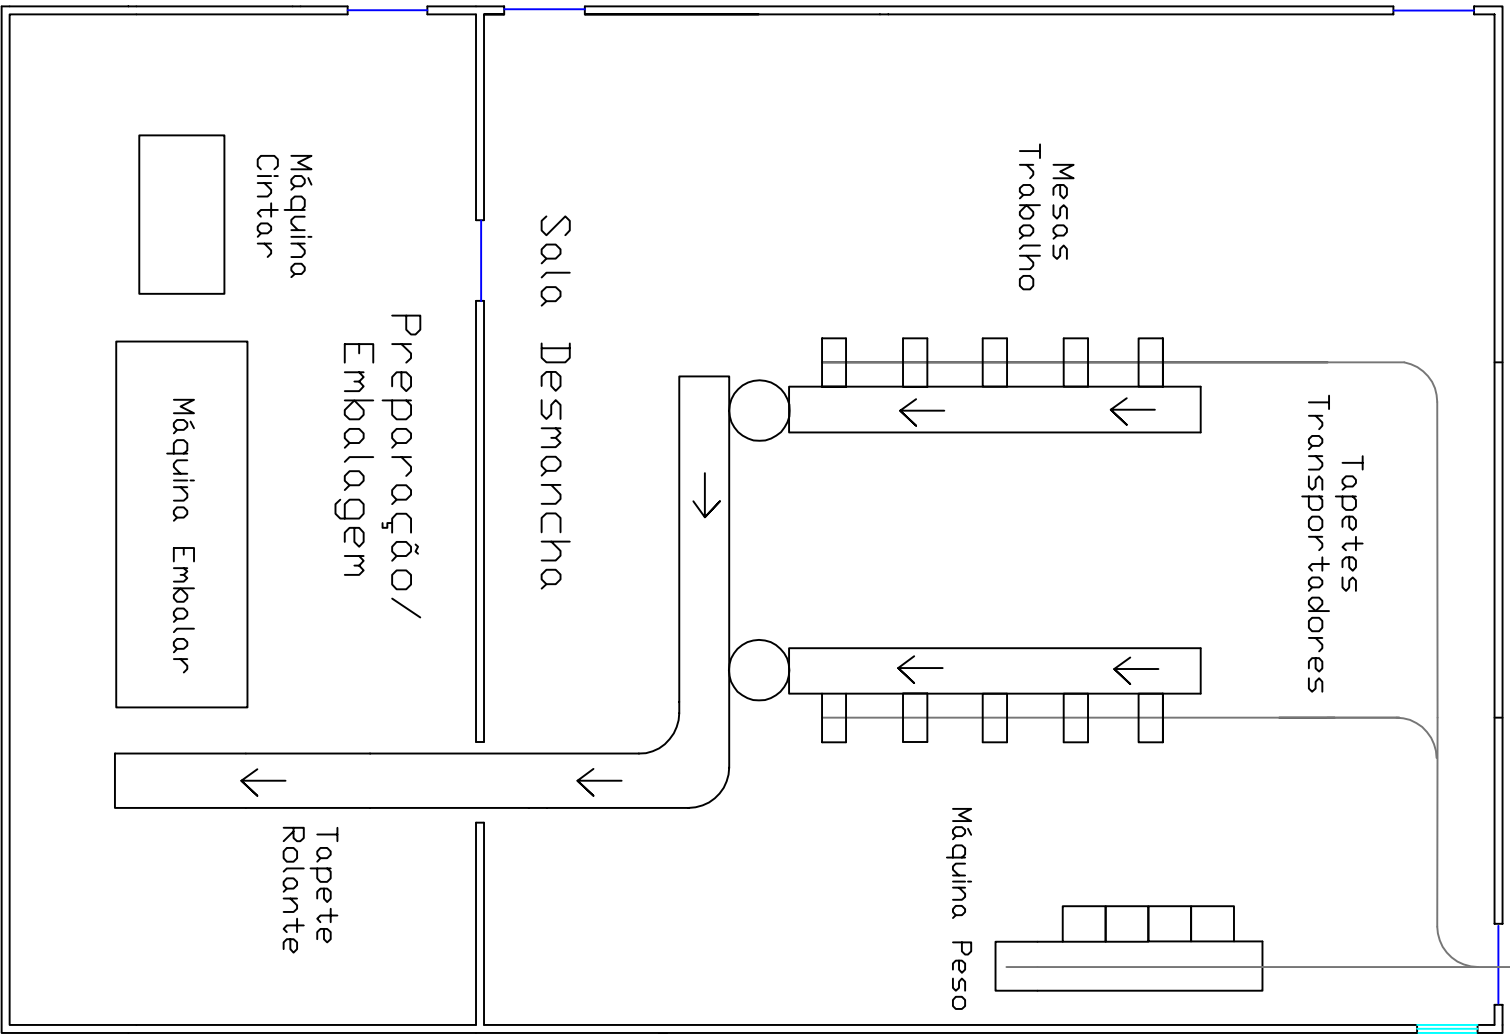 Máquina
Cintar
Mesas
Trabalho
Sala Desmancha
Preparação/
Embalagem
Máquina Embalar
Tapetes
Transportadores
Tapete
Rolante
Máquina Peso